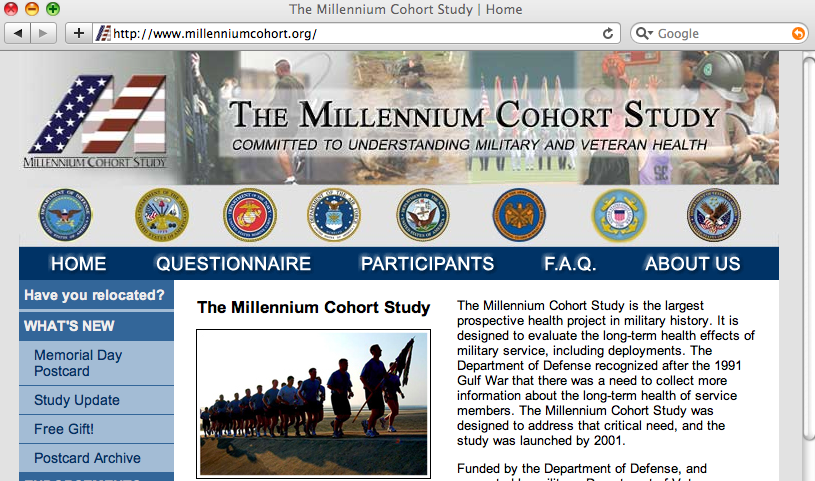 The Millennium Cohort Study | Home
http://www.millenniumcohort.org/
Google
MILLENNIUM COHORT STUDY
THE MILLENNIUM COHORT STUDY
COMMITTED TO UNDERSTANDING MILITARY AND VETERAN HEALTH
HOME QUESTIONNAIRE PARTICIPANTS F.A.Q. ABOUT US
Have you relocated?
WHAT'S NEW
Memorial Day
Postcard
Study Update
Free Gift!
Postcard Archive
The Millennium Cohort Study
The Millennium Cohort Study is the largest
prospective health project in military history. It is
designed to evaluate the long-term health effects of
military service, including deployments. The
Department of Defense recognized after the 1991
Gulf War that there was a need to collect more
information about the long-term health of service
members. The Millennium Cohort Study was
designed to address that critical need, and the
study was launched by 2001.
Funded by the Department of Defense, and